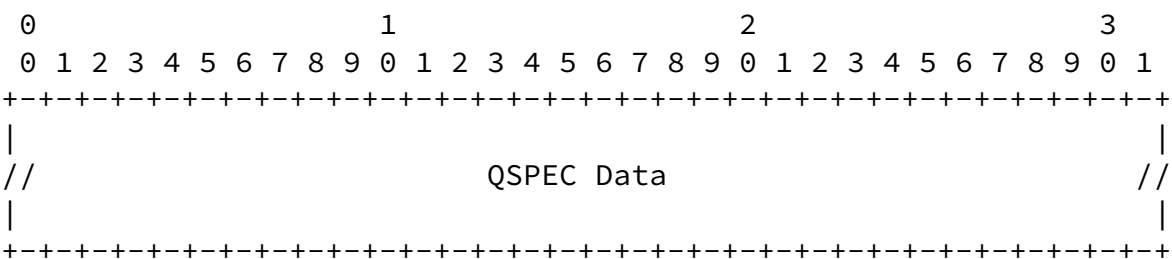 0                   1                   2                   3
 0 1 2 3 4 5 6 7 8 9 0 1 2 3 4 5 6 7 8 9 0 1 2 3 4 5 6 7 8 9 0 1
+-+-+-+-+-+-+-+-+-+-+-+-+-+-+-+-+-+-+-+-+-+-+-+-+-+-+-+-+-+-+-+-+
|                                                               |
//                         QSPEC Data                          //
|                                                               |
+-+-+-+-+-+-+-+-+-+-+-+-+-+-+-+-+-+-+-+-+-+-+-+-+-+-+-+-+-+-+-+-+